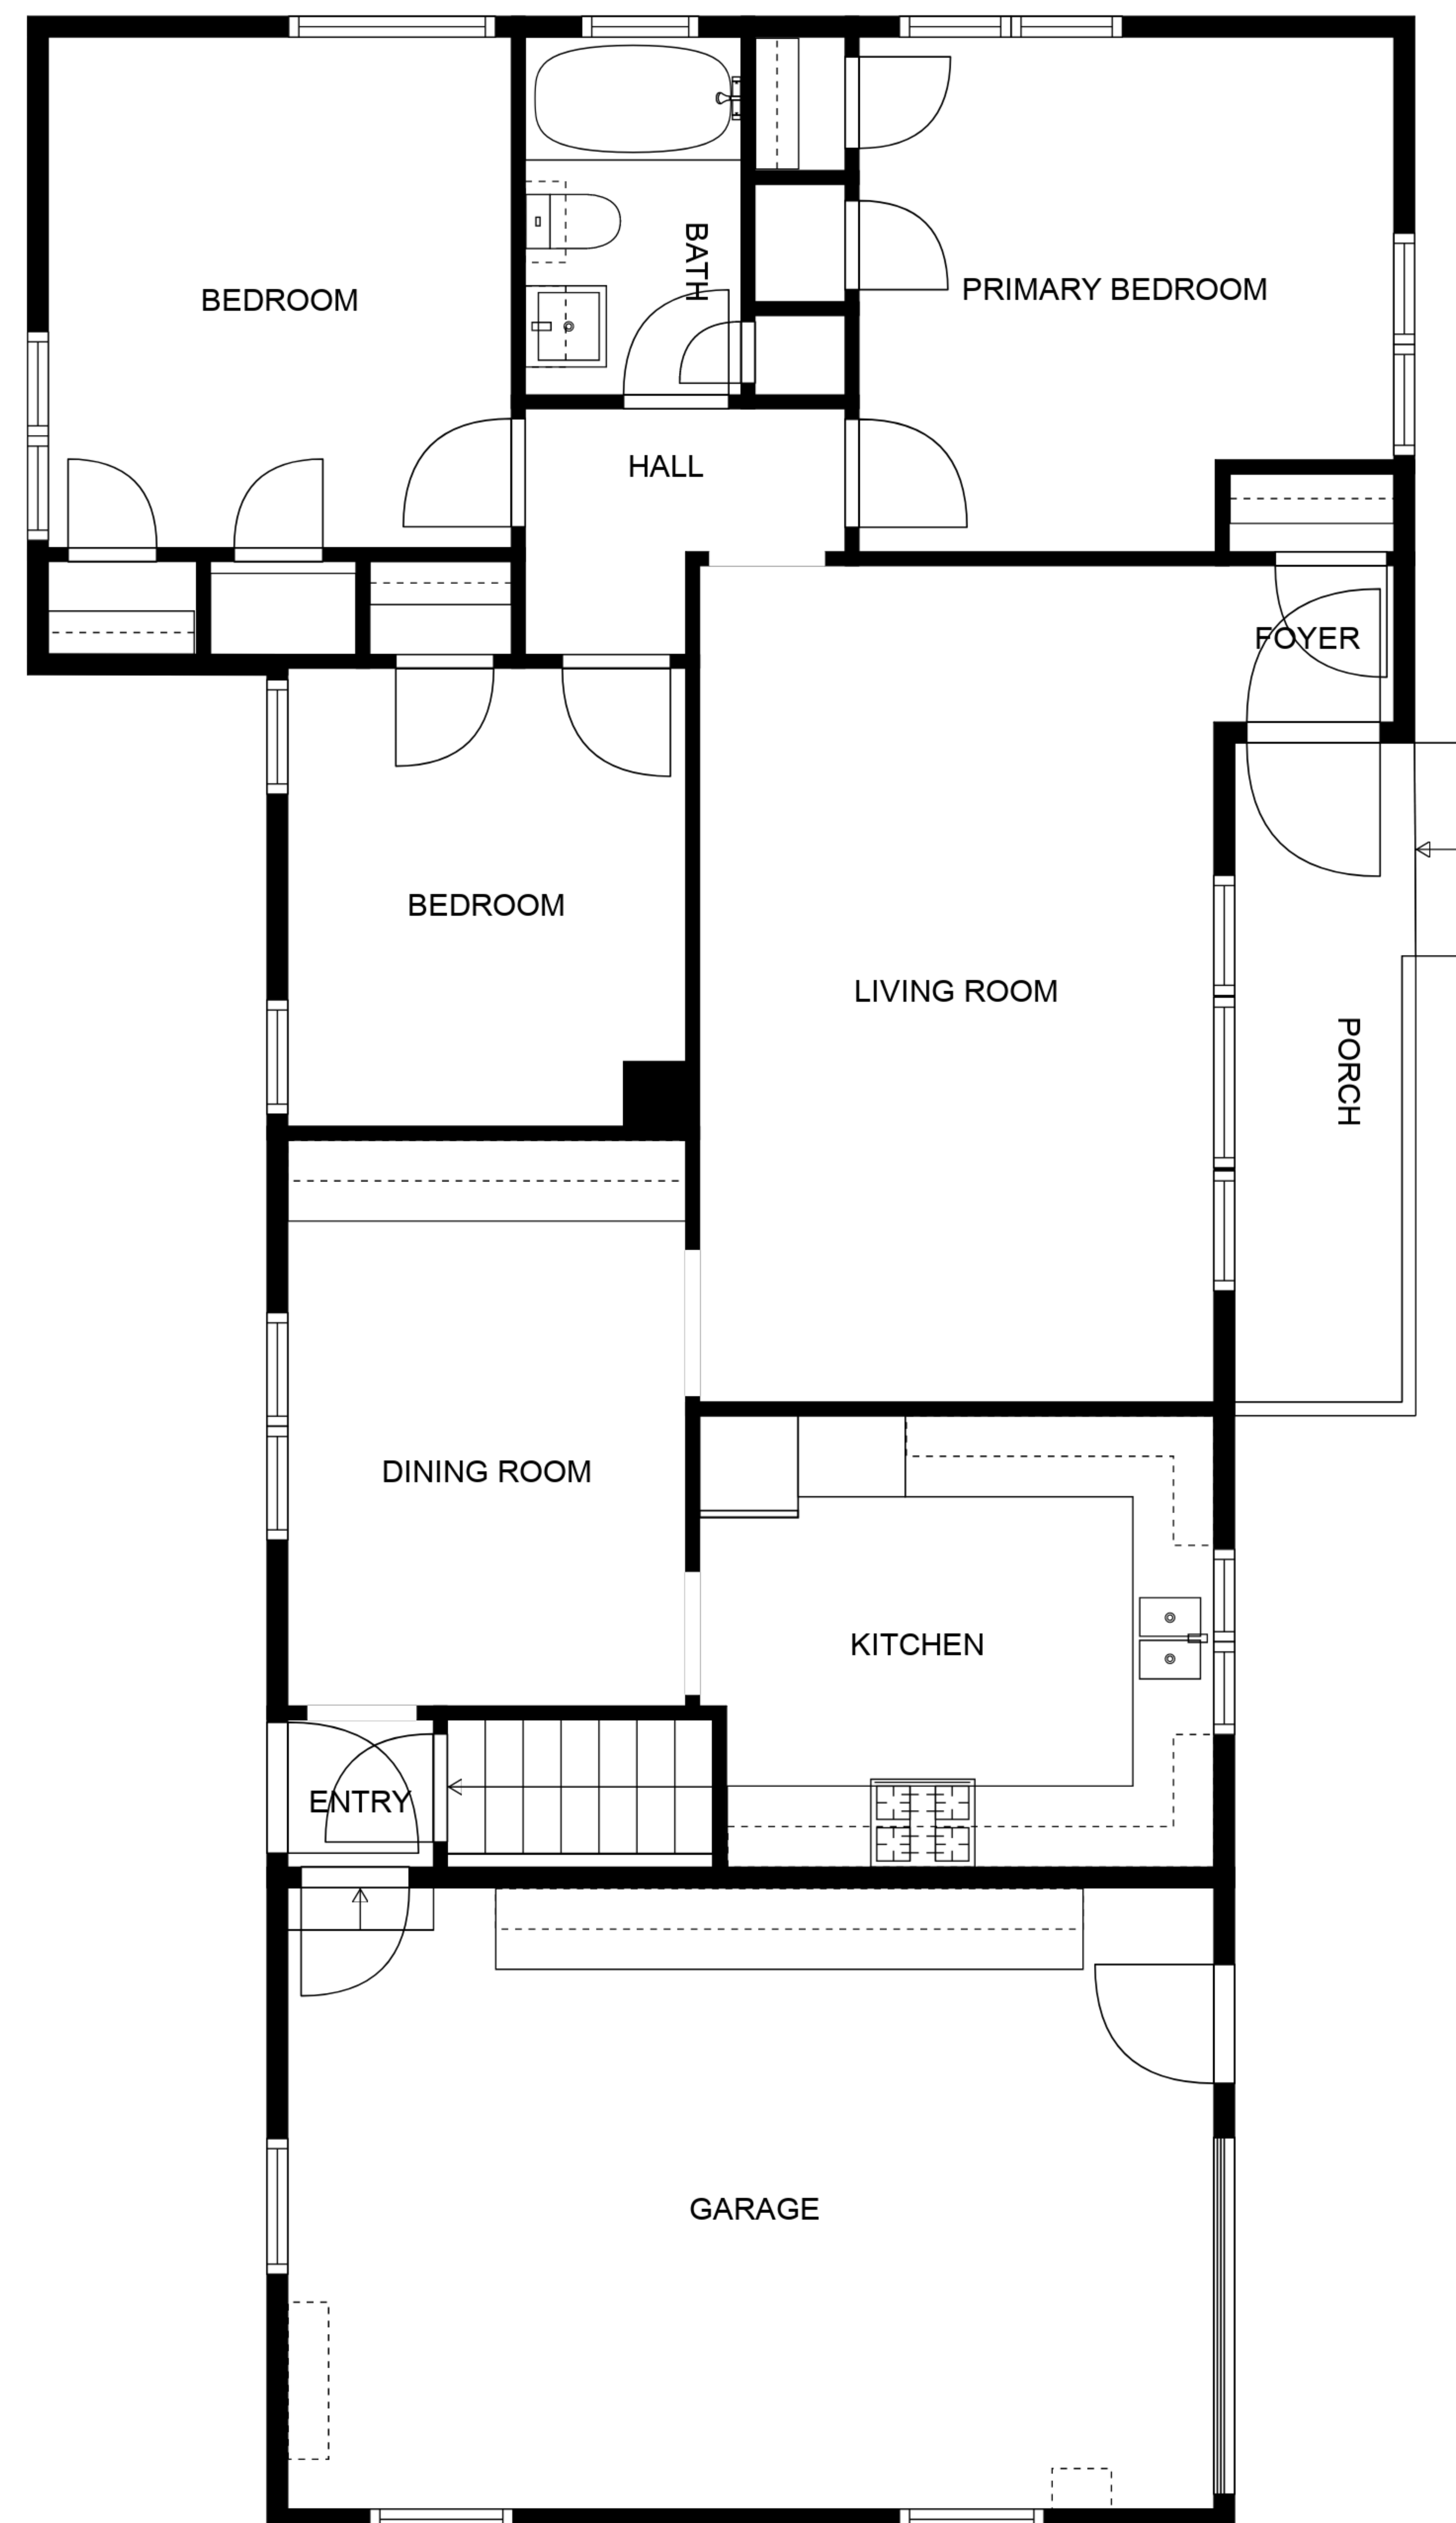 BEDROOM
BATH
PRIMARY BEDROOM
HALL
FOYER
BEDROOM
LIVING ROOM
PORCH
DINING ROOM
KITCHEN
ENTRY
GARAGE